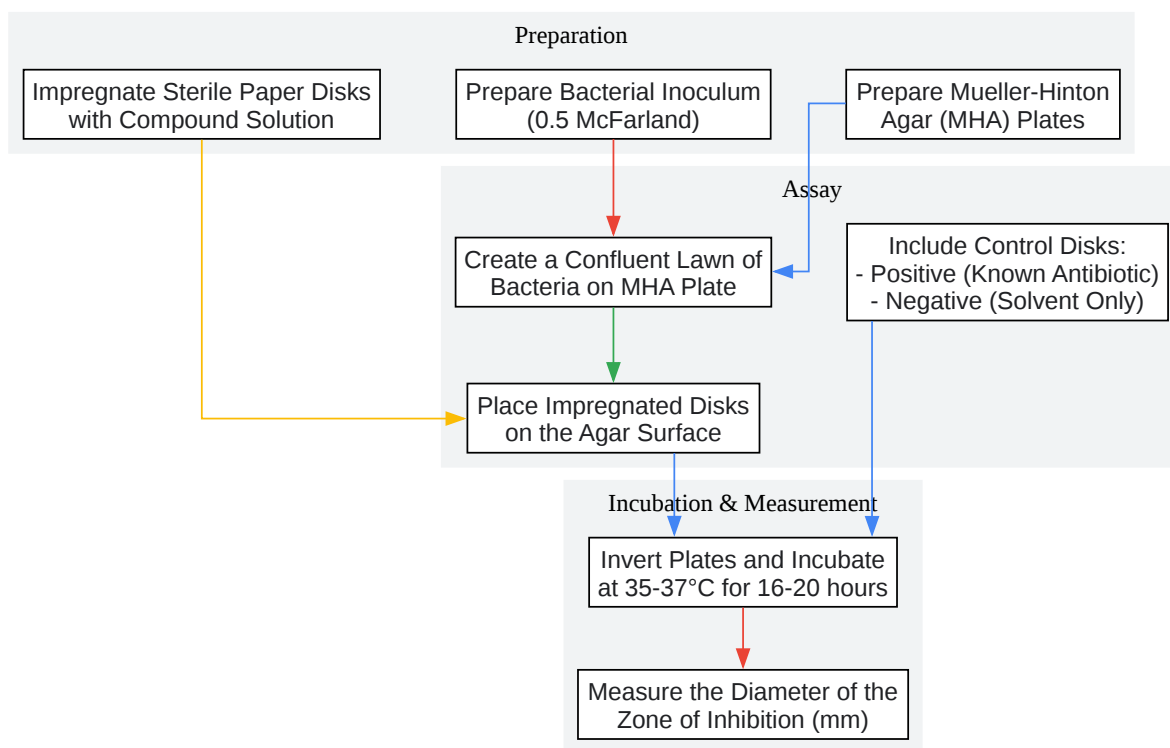 Preparation
Impregnate Sterile Paper Disks
with Compound Solution
Prepare Bacterial Inoculum
(0.5 McFarland)
Prepare Mueller-Hinton
Agar (MHA) Plates
Assay
Include Control Disks:
- Positive (Known Antibiotic)
- Negative (Solvent Only)
Create a Confluent Lawn of
Bacteria on MHA Plate
Place Impregnated Disks
on the Agar Surface
Incubation & Measurement
Invert Plates and Incubate
at 35-37°C for 16-20 hours
Measure the Diameter of the
Zone of Inhibition (mm)